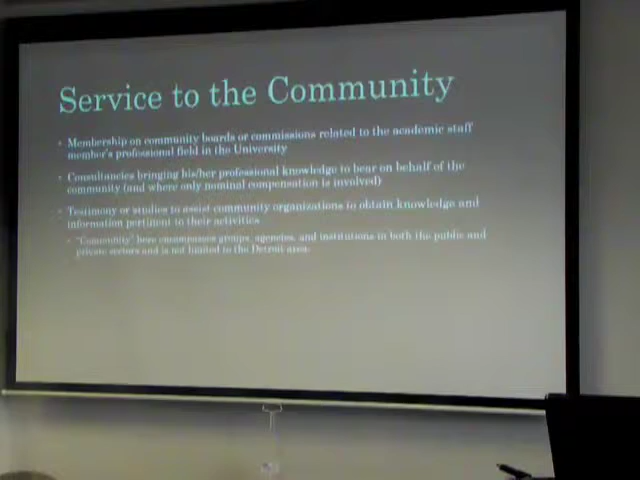 Service to the Community
• Membership on community boards or commissions related to the academic staff
member's professional field in the University
• Consultancies bringing his/her professional knowledge to bear on behalf of the
community (and where only nominal compensation is involved)
• Testimony or studies to assist community organizations to obtain knowledge and
information pertinent to their activities
• "Community" here encompasses groups, agencies, and institutions in both the public and
private sectors and is not limited to the Detroit area.